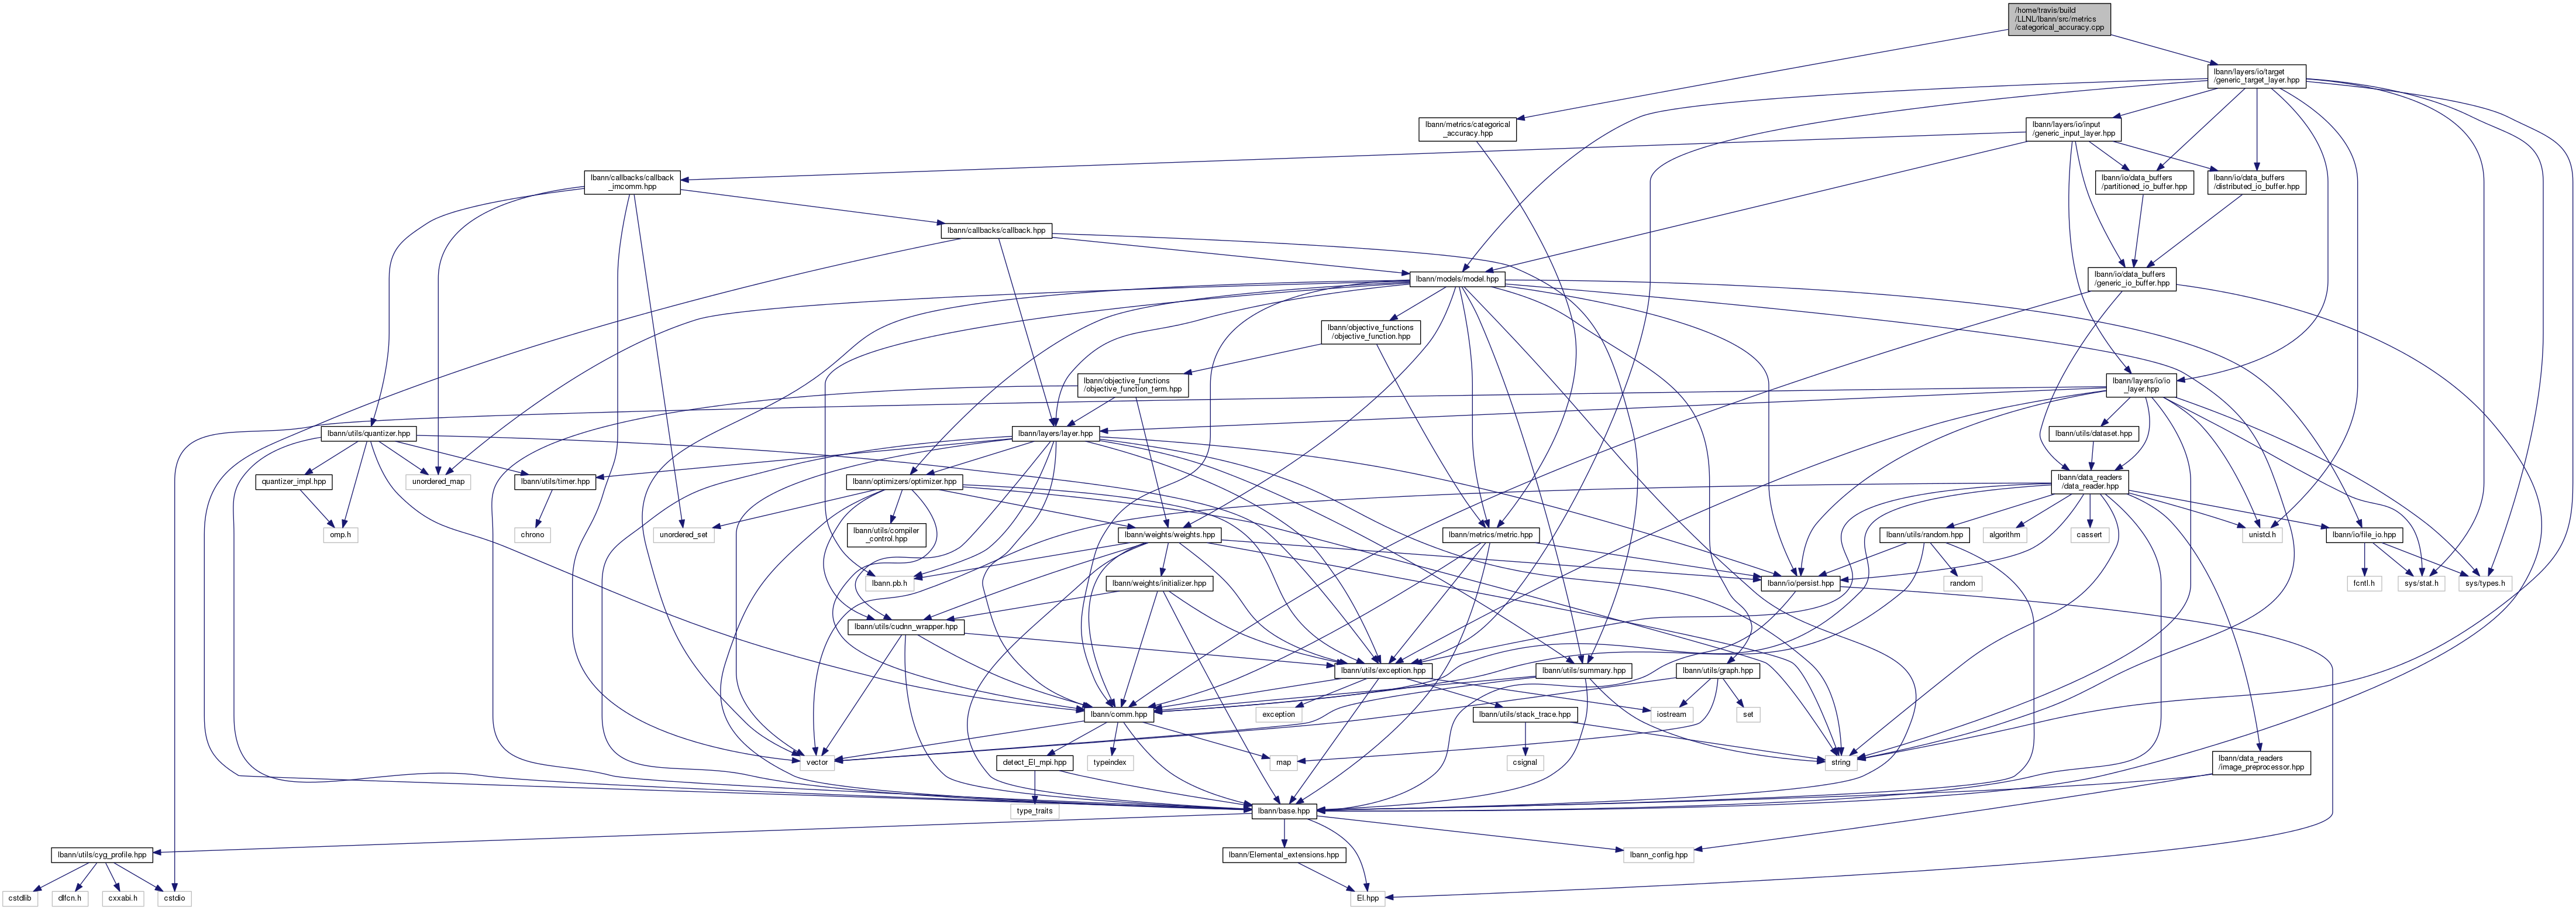 /home/travis/build
/LLNL/lbann/src/metrics
/categorical_accuracy.cpp
lbann/layers/io/target
/generic_target_layer.hpp
lbann/metrics/categorical
_accuracy.hpp
lbann/layers/io/input
/generic_input_layer.hpp
lbann/callbacks/callback
_imcomm.hpp
lbann/io/data_buffers
/partitioned_io_buffer.hpp
lbann/io/data_buffers
/distributed_io_buffer.hpp
lbann/callbacks/callback.hpp
lbann/models/model.hpp
lbann/io/data_buffers
/generic_io_buffer.hpp
lbann/objective_functions
/objective_function.hpp
lbann/objective_functions
/objective_function_term.hpp
lbann/layers/io/io
_layer.hpp
lbann/utils/quantizer.hpp
lbann/layers/layer.hpp
lbann/utils/dataset.hpp
quantizer_impl.hpp
unordered_map
lbann/utils/timer.hpp
lbann/optimizers/optimizer.hpp
lbann/data_readers
/data_reader.hpp
omp.h
chrono
unordered_set
lbann/utils/compiler
_control.hpp
lbann/weights/weights.hpp
lbann/metrics/metric.hpp
lbann/utils/random.hpp
algorithm
cassert
unistd.h
lbann/io/file_io.hpp
lbann.pb.h
lbann/weights/initializer.hpp
lbann/io/persist.hpp
random
fcntl.h
sys/stat.h
sys/types.h
lbann/utils/cudnn_wrapper.hpp
lbann/utils/exception.hpp
lbann/utils/summary.hpp
lbann/utils/graph.hpp
lbann/comm.hpp
exception
lbann/utils/stack_trace.hpp
iostream
set
vector
detect_El_mpi.hpp
typeindex
map
csignal
string
lbann/data_readers
/image_preprocessor.hpp
type_traits
lbann/base.hpp
lbann/utils/cyg_profile.hpp
lbann/Elemental_extensions.hpp
lbann_config.hpp
cstdlib
dlfcn.h
cxxabi.h
cstdio
El.hpp